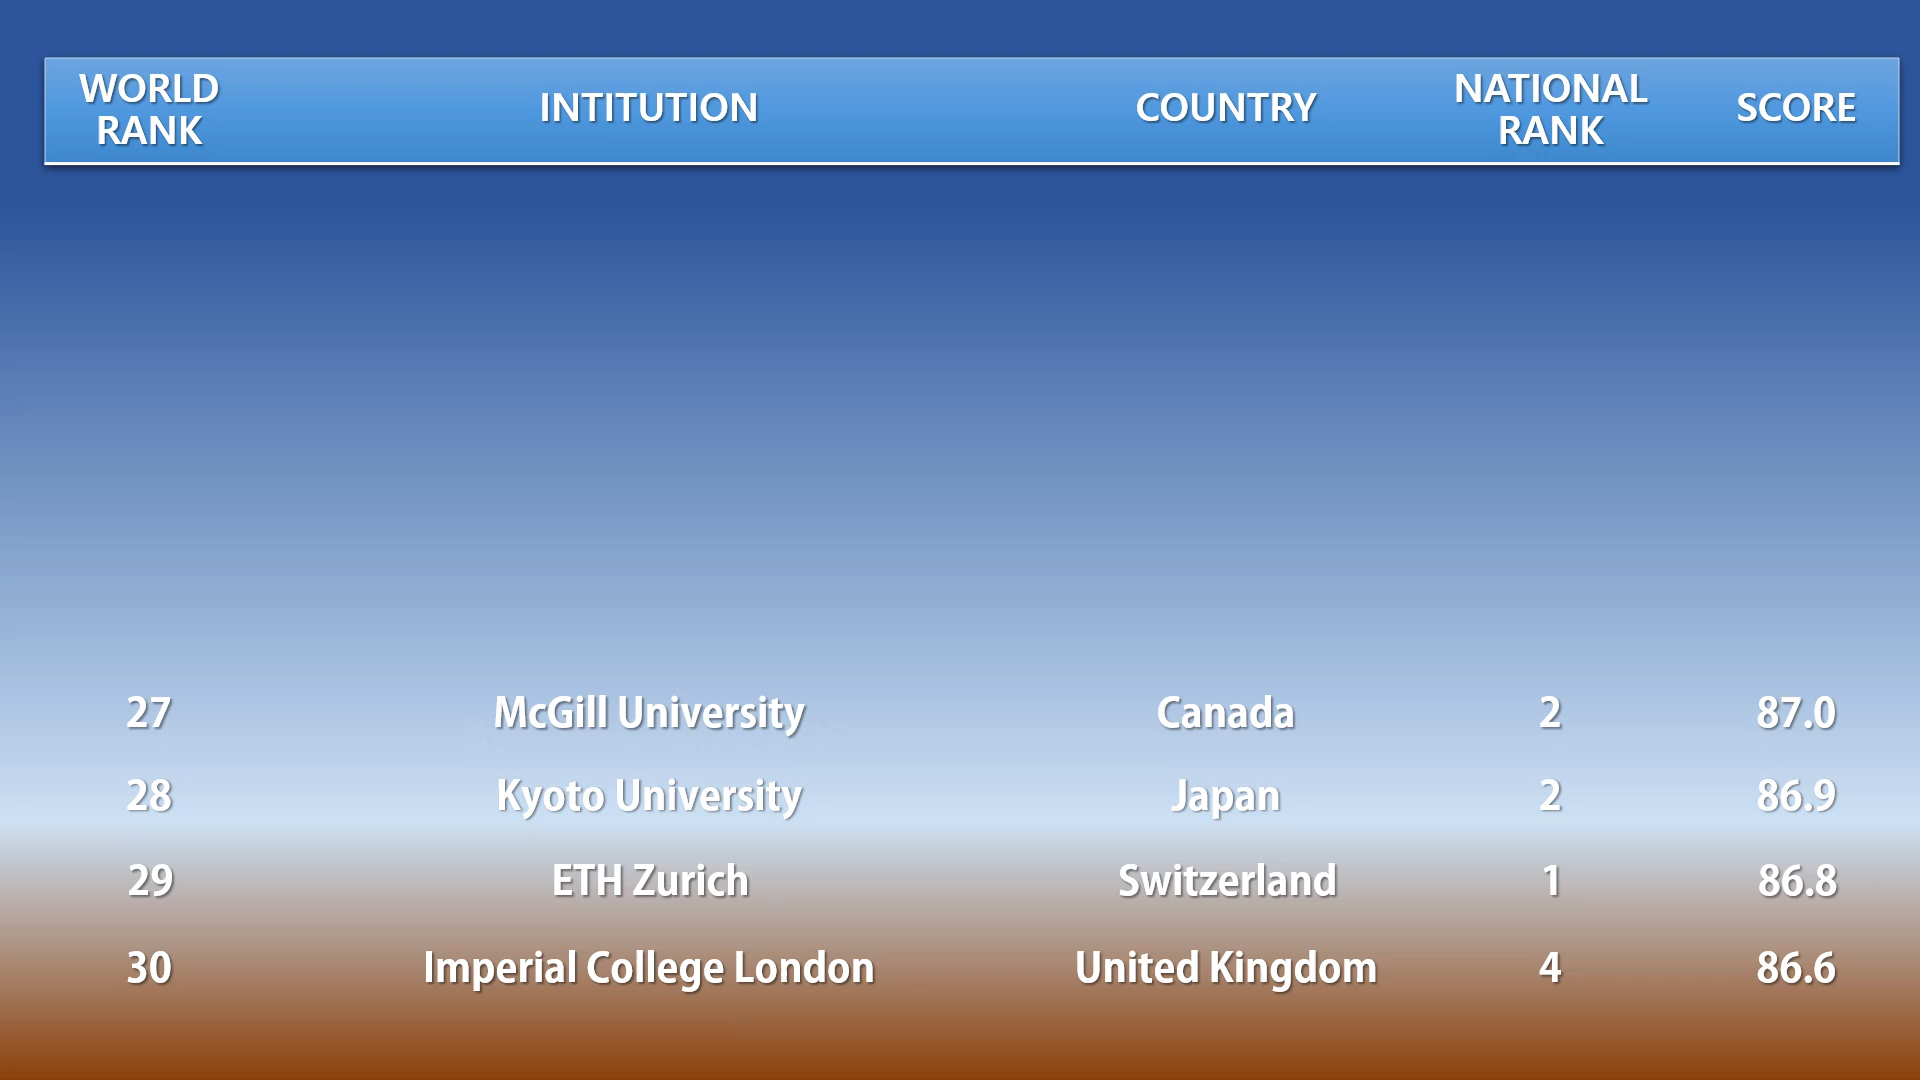 WORLD RANK INTITUTION COUNTRY NATIONAL RANK SCORE
27 McGill University Canada 2 87.0
28 Kyoto University Japan 2 86.9
29 ETH Zurich Switzerland 1 86.8
30 Imperial College London United Kingdom 4 86.6